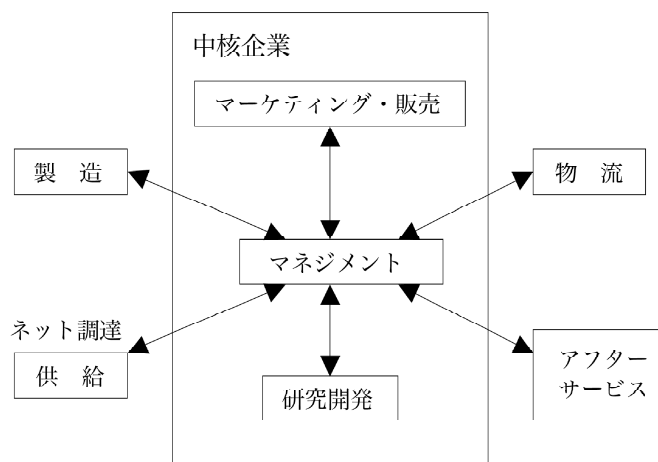 中核企業
マーケティング・販売
製　造
物　流
マネジメント
ネット調達
供　給
アフター
サービス
研究開発